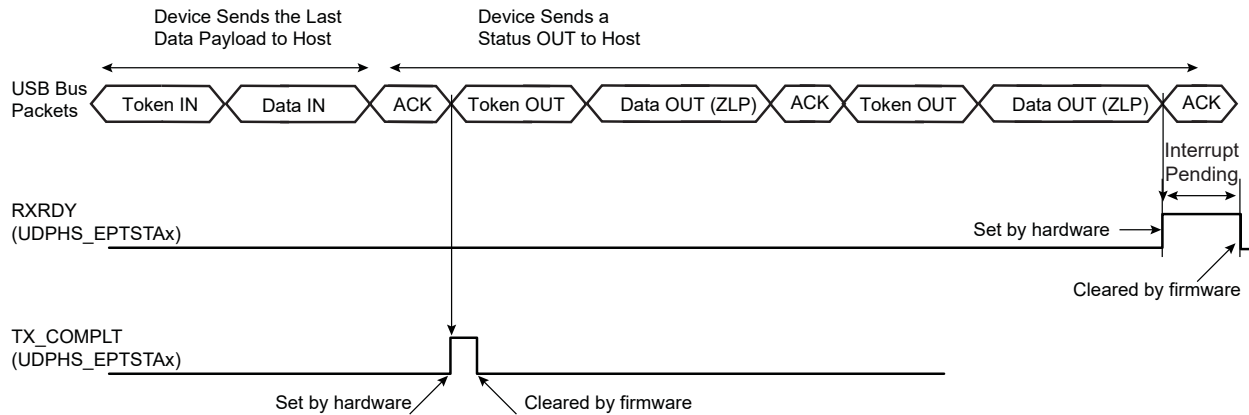 Device Sends the Last
Data Payload to Host
Device Sends a
Status OUT to Host
USB Bus
Packets
Token IN
Data IN
ACK
Token OUT
Data OUT (ZLP)
ACK
Token OUT
Data OUT (ZLP)
ACK
Interrupt
Pending
RXRDY
(UDPHS_EPTSTAx)
Set by hardware
Cleared by firmware
TX_COMPLT
(UDPHS_EPTSTAx)
Set by hardware
Cleared by firmware